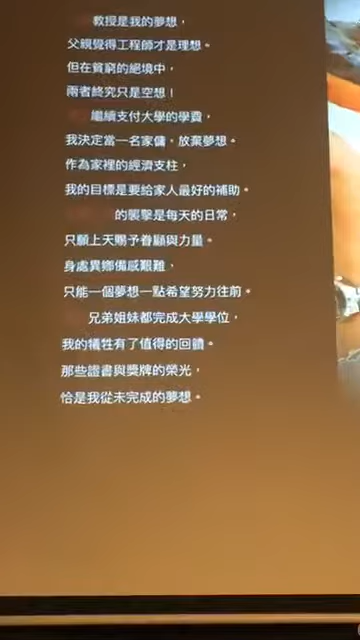 教授是我的夢想，
父親覺得工程師才是理想。
但在貧窮的絕境中，
兩者終究只是空想！
繼續支付大學的學費，
我決定當一名家傭，放棄夢想。
作為家裡的經濟支柱，
我的目標是要給家人最好的補助。
的襲擊是每天的日常，
只願上天賜予眷顧與力量。
身處異鄉備感艱難，
只能一個夢想一點希望努力往前。
兄弟姐妹都完成大學學位，
我的犧牲有了值得的回饋。
那些證書與獎牌的榮光，
恰是我從未完成的夢想。